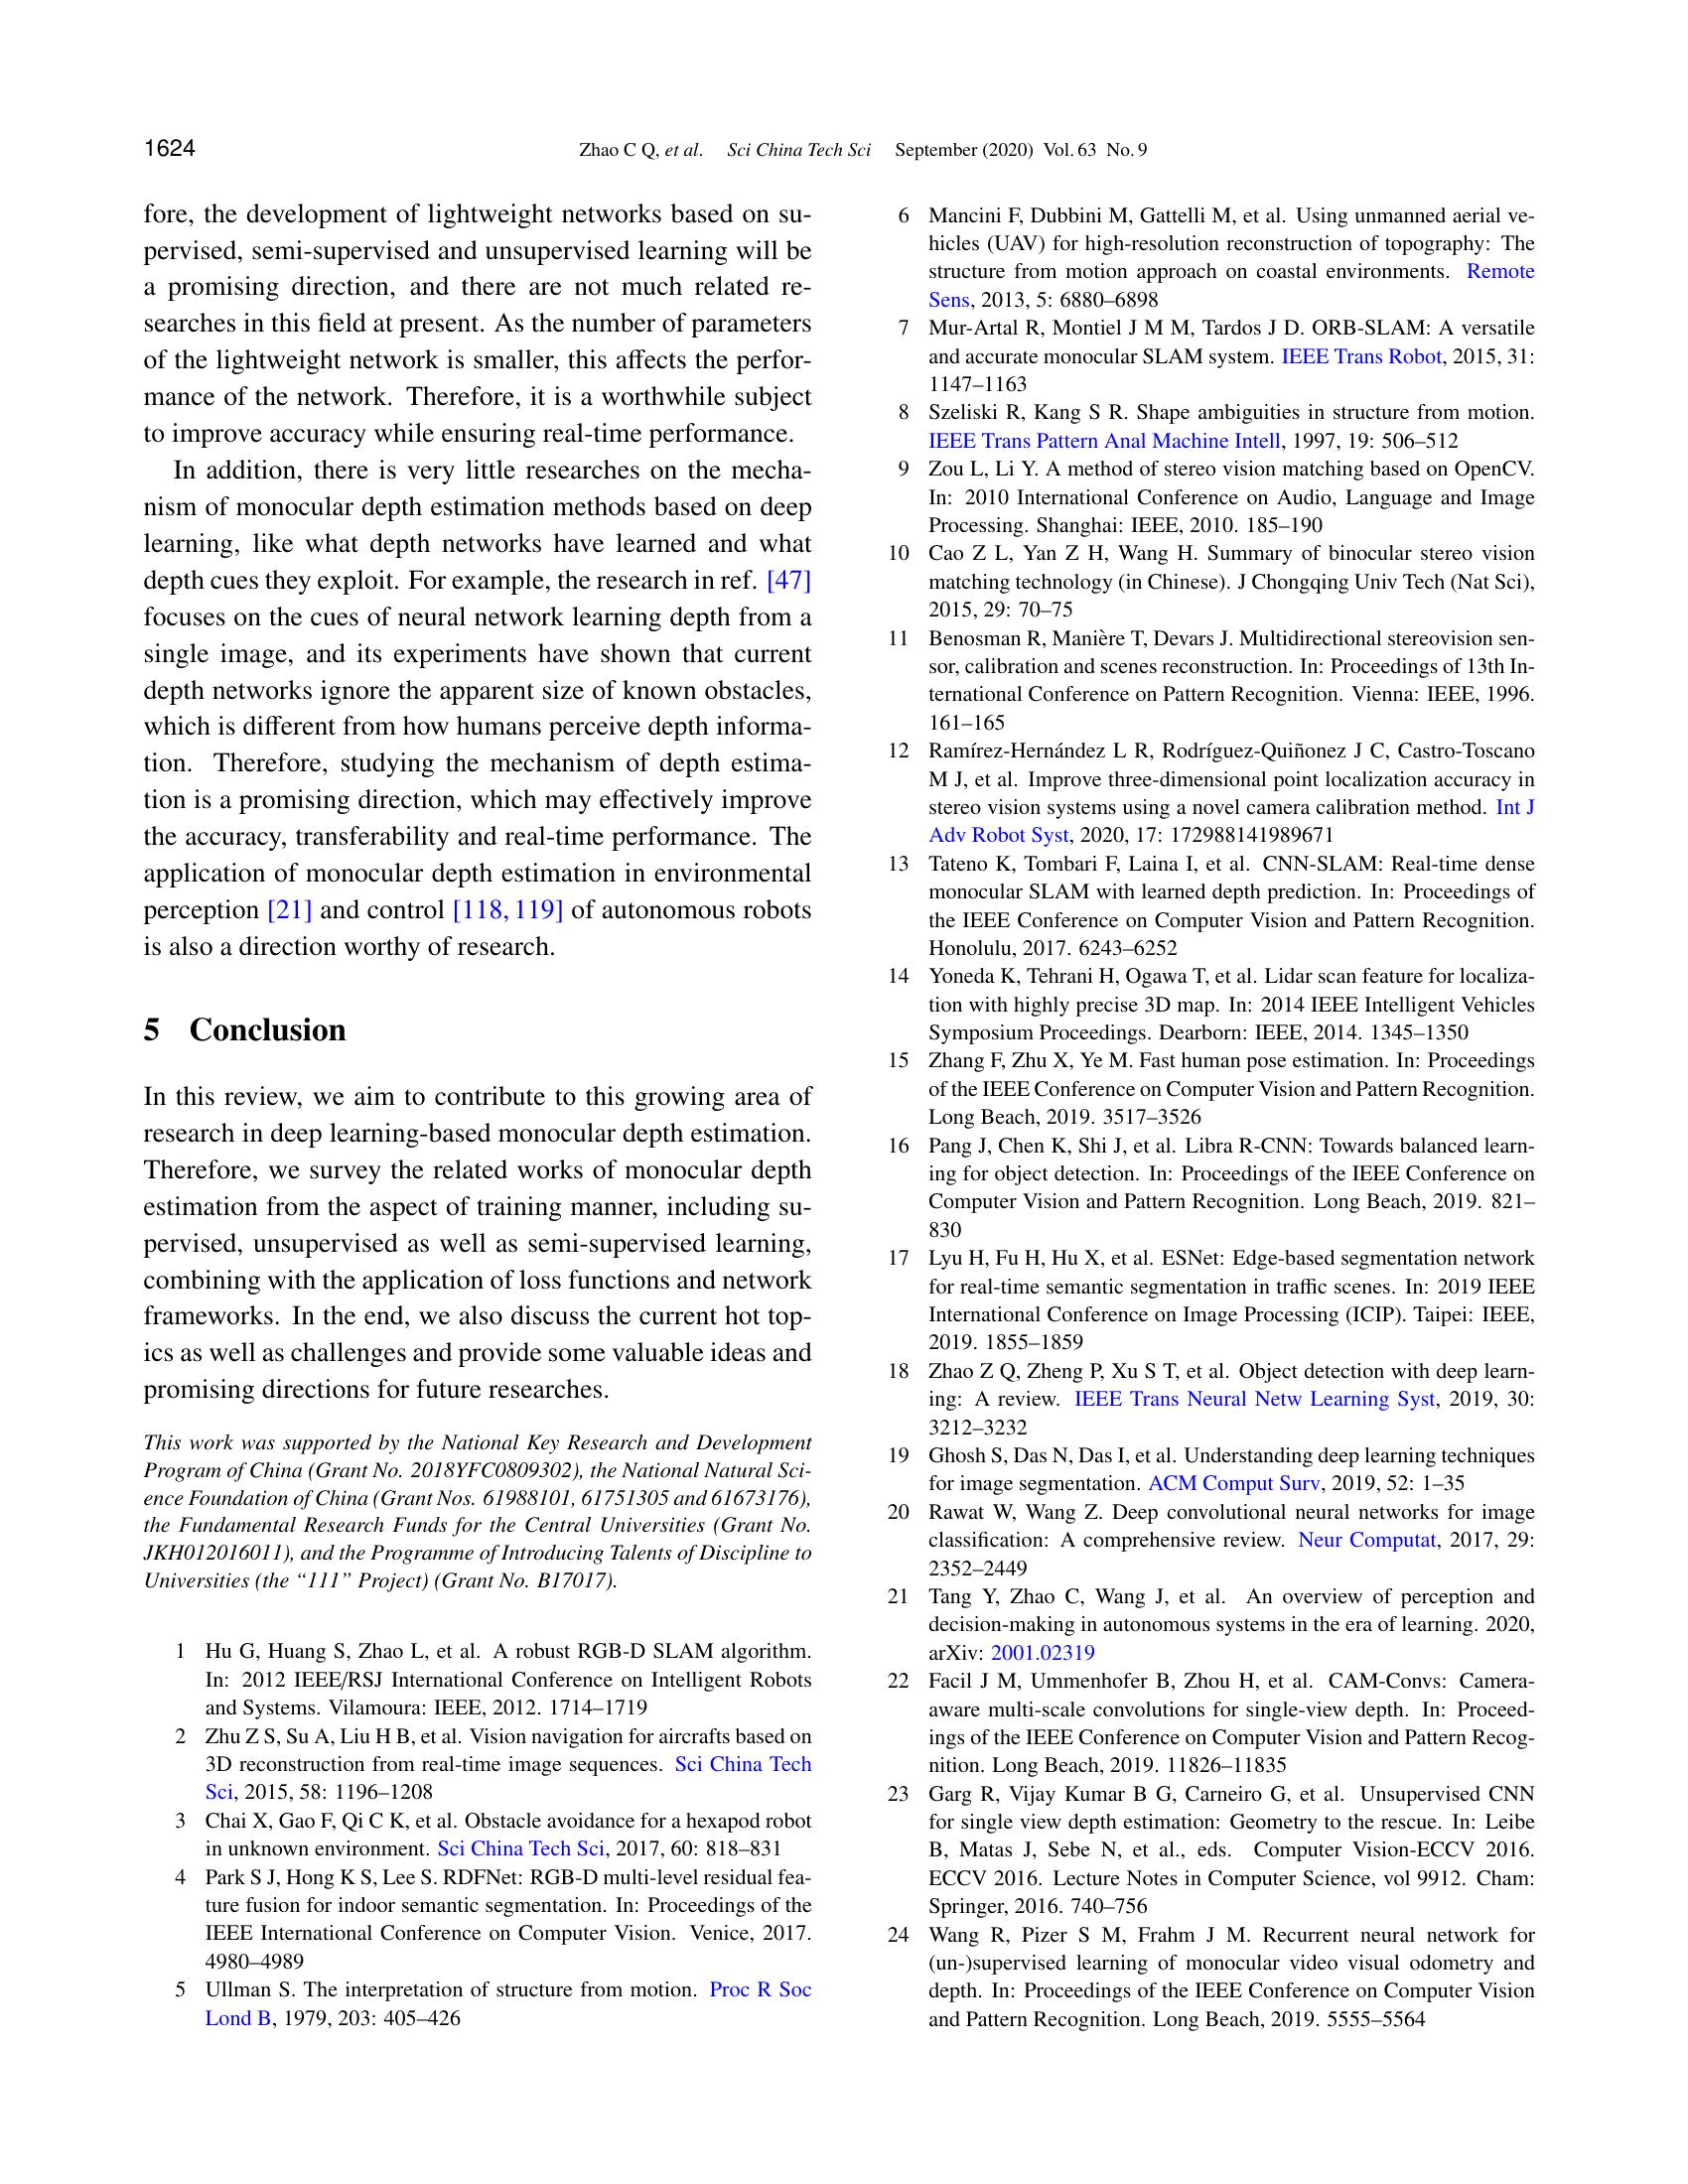 1624
Zhao C Q, et al. Sci China Tech Sci September (2020) Vol. 63 No. 9
fore, the development of lightweight networks based on su-
pervised, semi-supervised and unsupervised learning will be
a promising direction, and there are not much related re-
searches in this field at present. As the number of parameters
of the lightweight network is smaller, this affects the perfor-
mance of the network. Therefore, it is a worthwhile subject
to improve accuracy while ensuring real-time performance.
In addition, there is very little researches on the mecha-
nism of monocular depth estimation methods based on deep
learning, like what depth networks have learned and what
depth cues they exploit. For example, the research in ref. [47]
focuses on the cues of neural network learning depth from a
single image, and its experiments have shown that current
depth networks ignore the apparent size of known obstacles,
which is different from how humans perceive depth informa-
tion. Therefore, studying the mechanism of depth estima-
tion is a promising direction, which may effectively improve
the accuracy, transferability and real-time performance. The
application of monocular depth estimation in environmental
perception [21] and control [118, 119] of autonomous robots
is also a direction worthy of research.
5 Conclusion
In this review, we aim to contribute to this growing area of
research in deep learning-based monocular depth estimation.
Therefore, we survey the related works of monocular depth
estimation from the aspect of training manner, including su-
pervised, unsupervised as well as semi-supervised learning,
combining with the application of loss functions and network
frameworks. In the end, we also discuss the current hot top-
ics as well as challenges and provide some valuable ideas and
promising directions for future researches.
This work was supported by the National Key Research and Development
Program of China (Grant No. 2018YFC0809302), the National Natural Sci-
ence Foundation of China (Grant Nos. 61988101, 61751305 and 61673176),
the Fundamental Research Funds for the Central Universities (Grant No.
JKH012016011), and the Programme of Introducing Talents of Discipline to
Universities (the “111” Project) (Grant No. B17017).
1 Hu G, Huang S, Zhao L, et al. A robust RGB-D SLAM algorithm.
In: 2012 IEEE/RSJ International Conference on Intelligent Robots
and Systems. Vilamoura: IEEE, 2012. 1714–1719
2 Zhu Z S, Su A, Liu H B, et al. Vision navigation for aircrafts based on
3D reconstruction from real-time image sequences. Sci China Tech
Sci, 2015, 58: 1196–1208
3 Chai X, Gao F, Qi C K, et al. Obstacle avoidance for a hexapod robot
in unknown environment. Sci China Tech Sci, 2017, 60: 818–831
4 Park S J, Hong K S, Lee S. RDFNet: RGB-D multi-level residual fea-
ture fusion for indoor semantic segmentation. In: Proceedings of the
IEEE International Conference on Computer Vision. Venice, 2017.
4980–4989
5 Ullman S. The interpretation of structure from motion. Proc R Soc
Lond B, 1979, 203: 405–426
6 Mancini F, Dubbini M, Gattelli M, et al. Using unmanned aerial ve-
hicles (UAV) for high-resolution reconstruction of topography: The
structure from motion approach on coastal environments. Remote
Sens, 2013, 5: 6880–6898
7 Mur-Artal R, Montiel J M M, Tardos J D. ORB-SLAM: A versatile
and accurate monocular SLAM system. IEEE Trans Robot, 2015, 31:
1147–1163
8 Szeliski R, Kang S R. Shape ambiguities in structure from motion.
IEEE Trans Pattern Anal Machine Intell, 1997, 19: 506–512
9 Zou L, Li Y. A method of stereo vision matching based on OpenCV.
In: 2010 International Conference on Audio, Language and Image
Processing. Shanghai: IEEE, 2010. 185–190
10 Cao Z L, Yan Z H, Wang H. Summary of binocular stereo vision
matching technology (in Chinese). J Chongqing Univ Tech (Nat Sci),
2015, 29: 70–75
11 Benosman R, Manière T, Devars J. Multidirectional stereovision sen-
sor, calibration and scenes reconstruction. In: Proceedings of 13th In-
ternational Conference on Pattern Recognition. Vienna: IEEE, 1996.
161–165
12 Ramírez-Hernández L R, Rodríguez-Quiñonez J C, Castro-Toscano
M J, et al. Improve three-dimensional point localization accuracy in
stereo vision systems using a novel camera calibration method. Int J
Adv Robot Syst, 2020, 17: 172988141989671
13 Tateno K, Tombari F, Laina I, et al. CNN-SLAM: Real-time dense
monocular SLAM with learned depth prediction. In: Proceedings of
the IEEE Conference on Computer Vision and Pattern Recognition.
Honolulu, 2017. 6243–6252
14 Yoneda K, Tehrani H, Ogawa T, et al. Lidar scan feature for localiza-
tion with highly precise 3D map. In: 2014 IEEE Intelligent Vehicles
Symposium Proceedings. Dearborn: IEEE, 2014. 1345–1350
15 Zhang F, Zhu X, Ye M. Fast human pose estimation. In: Proceedings
of the IEEE Conference on Computer Vision and Pattern Recognition.
Long Beach, 2019. 3517–3526
16 Pang J, Chen K, Shi J, et al. Libra R-CNN: Towards balanced learn-
ing for object detection. In: Proceedings of the IEEE Conference on
Computer Vision and Pattern Recognition. Long Beach, 2019. 821–
830
17 Lyu H, Fu H, Hu X, et al. ESNet: Edge-based segmentation network
for real-time semantic segmentation in traffic scenes. In: 2019 IEEE
International Conference on Image Processing (ICIP). Taipei: IEEE,
2019. 1855–1859
18 Zhao Z Q, Zheng P, Xu S T, et al. Object detection with deep learn-
ing: A review. IEEE Trans Neural Netw Learning Syst, 2019, 30:
3212–3232
19 Ghosh S, Das N, Das I, et al. Understanding deep learning techniques
for image segmentation. ACM Comput Surv, 2019, 52: 1–35
20 Rawat W, Wang Z. Deep convolutional neural networks for image
classification: A comprehensive review. Neur Computat, 2017, 29:
2352–2449
21 Tang Y, Zhao C, Wang J, et al. An overview of perception and
decision-making in autonomous systems in the era of learning. 2020,
arXiv: 2001.02319
22 Facil J M, Ummenhofer B, Zhou H, et al. CAM-Convs: Camera-
aware multi-scale convolutions for single-view depth. In: Proceed-
ings of the IEEE Conference on Computer Vision and Pattern Recog-
nition. Long Beach, 2019. 11826–11835
23 Garg R, Vijay Kumar B G, Carneiro G, et al. Unsupervised CNN
for single view depth estimation: Geometry to the rescue. In: Leibe
B, Matas J, Sebe N, et al., eds. Computer Vision-ECCV 2016.
ECCV 2016. Lecture Notes in Computer Science, vol 9912. Cham:
Springer, 2016. 740–756
24 Wang R, Pizer S M, Frahm J M. Recurrent neural network for
(un-)supervised learning of monocular video visual odometry and
depth. In: Proceedings of the IEEE Conference on Computer Vision
and Pattern Recognition. Long Beach, 2019. 5555–5564